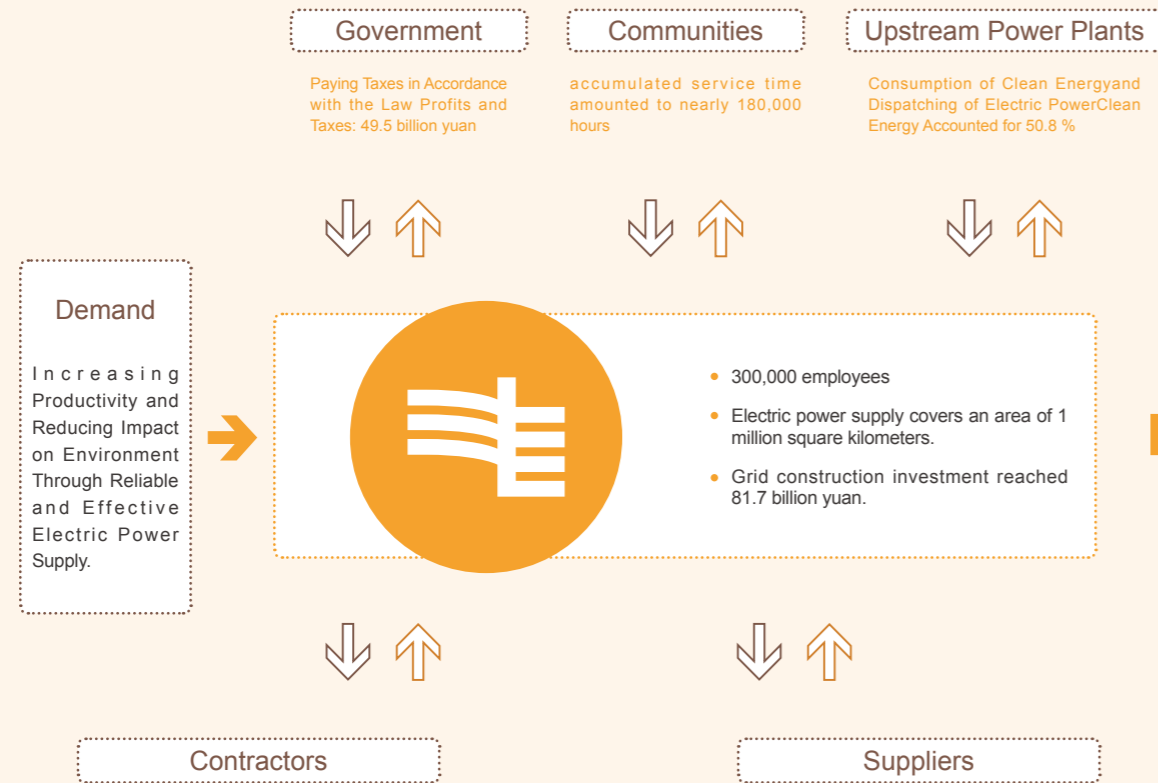 Government
Communities
Upstream Power Plants
Paying Taxes in Accordance
with the Law Profits and
Taxes: 49.5 billion yuan
accumulated service time
amounted to nearly 180,000
hours
Consumption of Clean Energyand
Dispatching of Electric PowerClean
Energy Accounted for 50.8 %
Demand
Increasing
Productivity and
Reducing Impact
on Environment
Through Reliable
and Effective
Electric Power
Supply.
• 300,000 employees
• Electric power supply covers an area of 1
million square kilometers.
• Grid construction investment reached
81.7 billion yuan.
Contractors
Suppliers